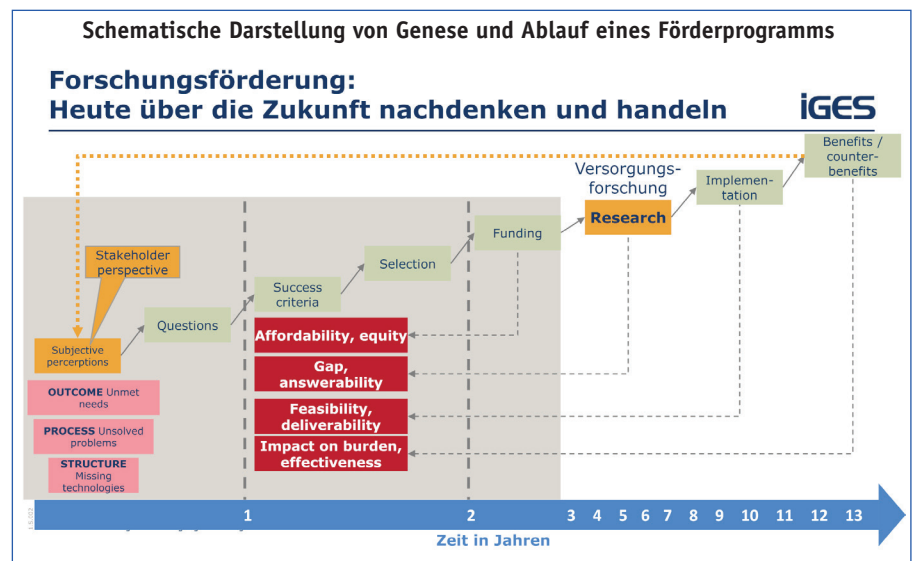 Schematische Darstellung von Genese und Ablauf eines Förderprogramms
Forschungsförderung:
Heute über die Zukunft nachdenken und handeln
iGES
Benefits /
counter-
benefits
Versorgungs-
forschung
Implemen-
tation
Research
Funding
Stakeholder
perspective
Selection
Success
criteria
Questions
Subjective
percerptions
Affordability, equity
Gap,
answerability
Feasibility,
deliverability
Impact on burden,
effectiveness
OUTCOME Unmet
needs
PROCESS Unsolved
problems
STRUCTURE
Missing
technologies
1 2 3 4 5 6 7 8 9 10 11 12 13
Zeit in Jahren